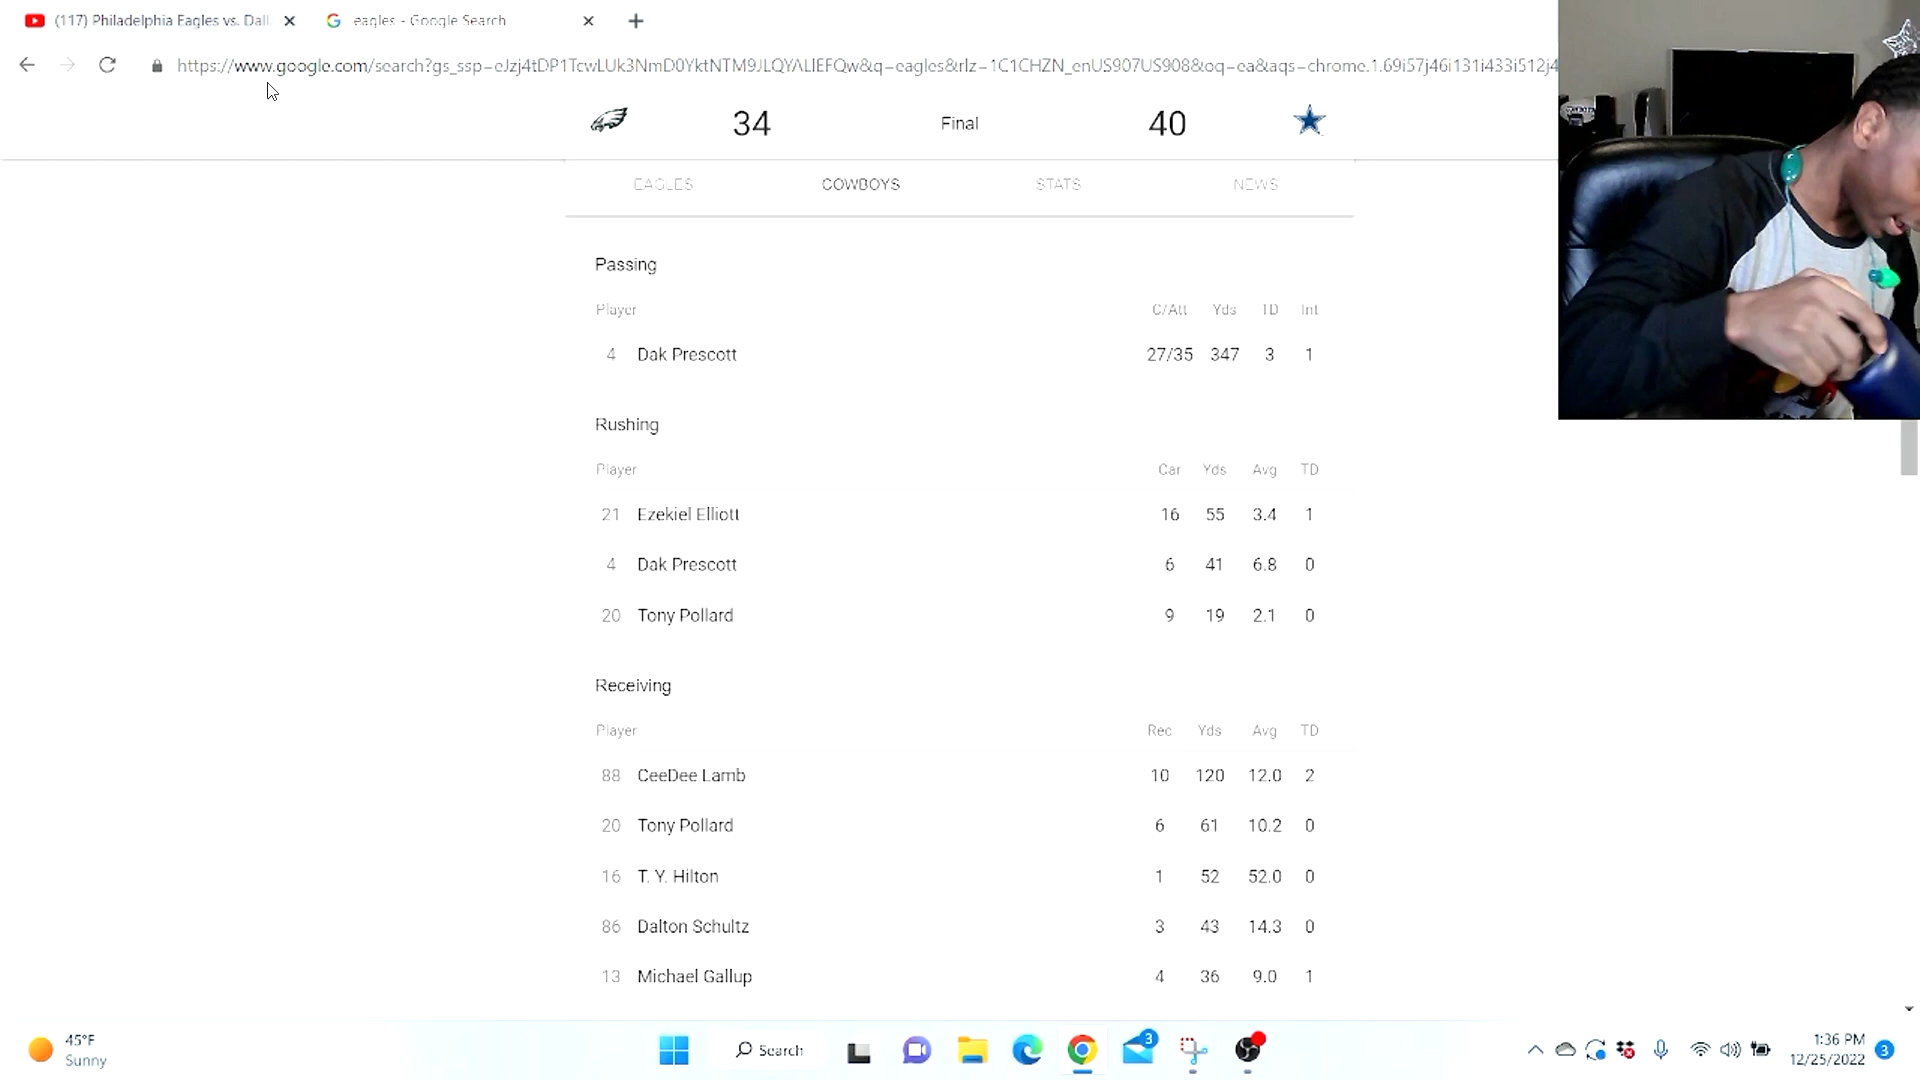 (117) Philadelphia Eagles vs. Dall
eagles - Google Search
https://www.google.com/search?gs_ssp=eJzj4tDP1TcwLUk3NmD0YktNTM9JLQYALlEFQw&q=eagles&rlz=1C1CHZN_enUS907US908&oq=ea&aqs=chrome.1.69i57j46i131i433i512j4
34 Final 40
EAGLES COWBOYS STATS NEWS
Passing
Player C/Att Yds TD Int
4 Dak Prescott 27/35 347 3 1
Rushing
Player Car Yds Avg TD
21 Ezekiel Elliott 16 55 3.4 1
4 Dak Prescott 6 41 6.8 0
20 Tony Pollard 9 19 2.1 0
Receiving
Player Rec Yds Avg TD
88 CeeDee Lamb 10 120 12.0 2
20 Tony Pollard 6 61 10.2 0
16 T. Y. Hilton 1 52 52.0 0
86 Dalton Schultz 3 43 14.3 0
13 Michael Gallup 4 36 9.0 1
45°F
Sunny
Search
3
1:36 PM
12/25/2022
3